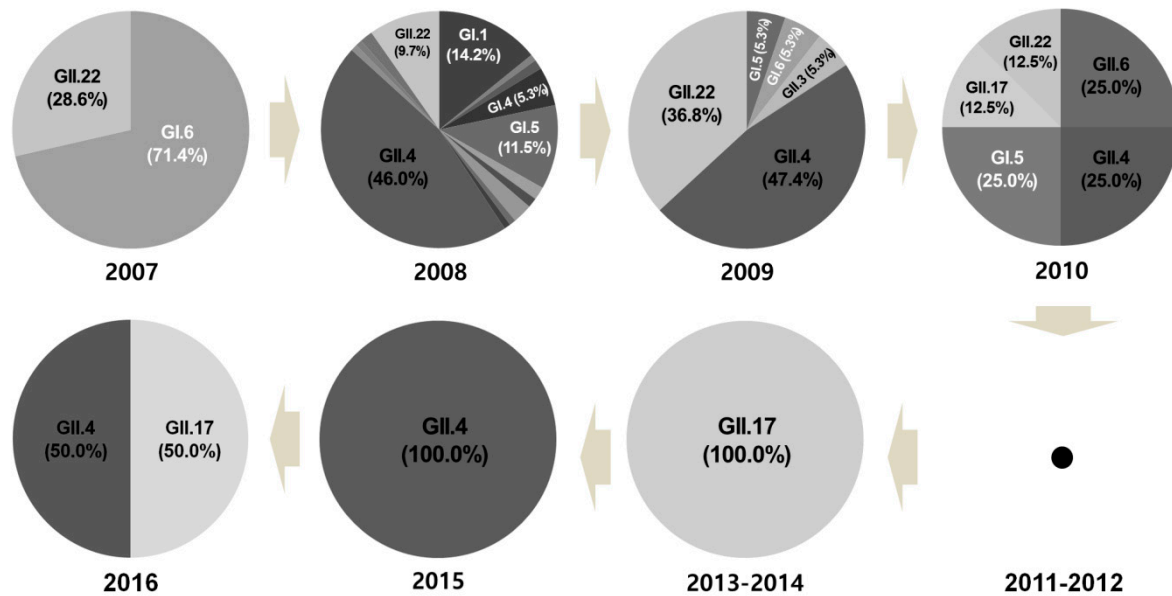 GII.22
(28.6%)
GI.6
(71.4%)
2007
GII.22
(9.7%)
GI.1
(14.2%)
GI.4 (5.3%)
GI.5
(11.5%)
GII.4
(46.0%)
2008
GI.5 (5.3%)
GI.6 (5.3%)
GII.3 (5.3%)
GII.22
(36.8%)
GII.4
(47.4%)
2009
GII.22
(12.5%)
GII.6
(25.0%)
GII.17
(12.5%)
GI.5
(25.0%)
GII.4
(25.0%)
2010
GII.4
(50.0%)
GII.17
(50.0%)
2016
GII.4
(100.0%)
2015
GII.17
(100.0%)
2013-2014
2011-2012